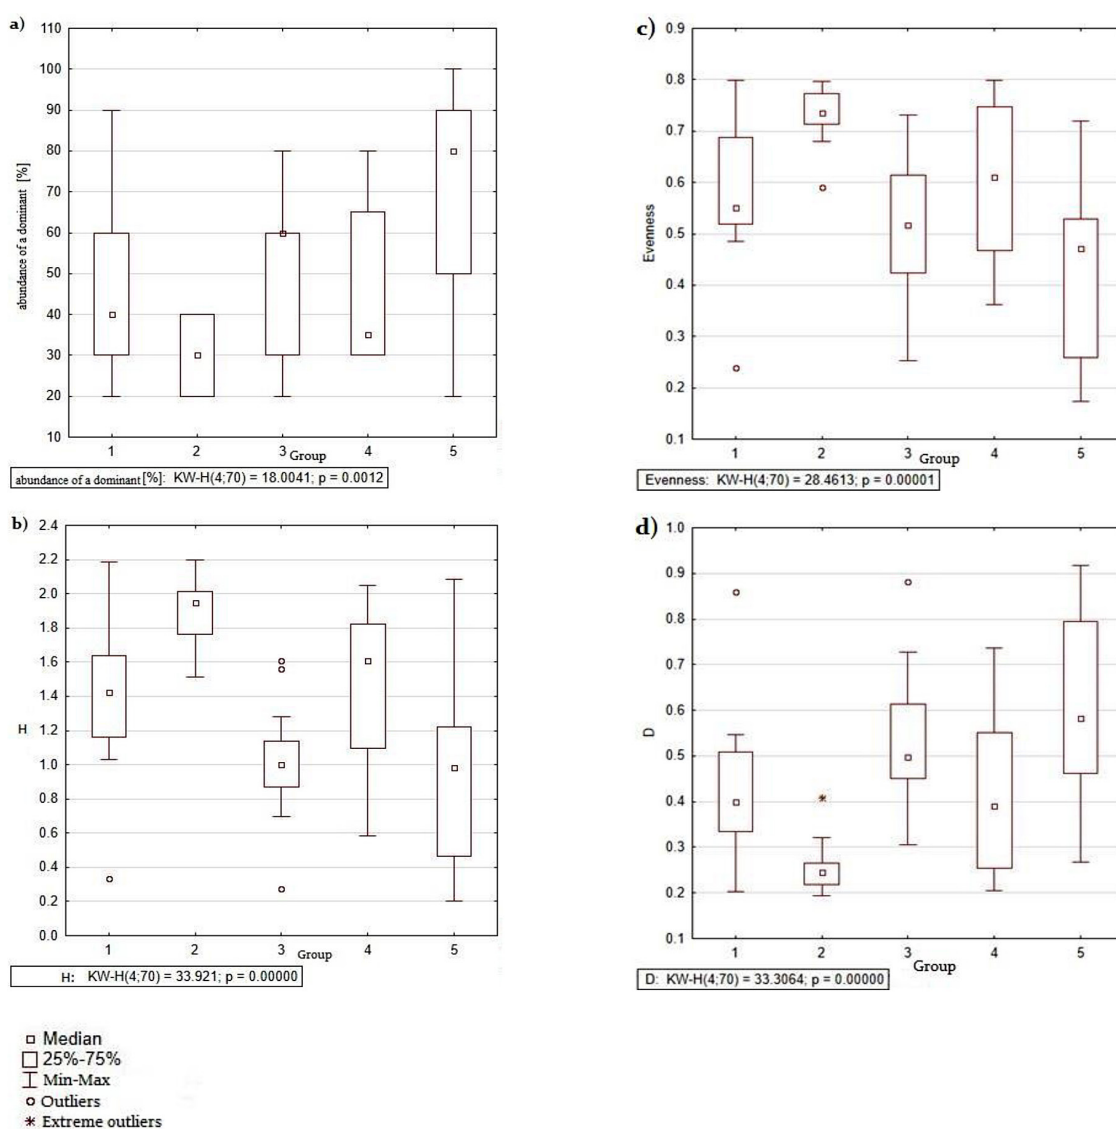 a)
110
100
90
80
70
60
50
40
30
20
10
abundance of a dominant [%]
1 2 3 4 5
Group
abundance of a dominant [%]: KW-H(4;70) = 18.0041; p = 0.0012
b)
2.4
2.2
2.0
1.8
1.6
1.4
1.2
1.0
0.8
0.6
0.4
0.2
0.0
H
1 2 3 4 5
Group
H: KW-H(4;70) = 33.921; p = 0.00000
c)
0.9
0.8
0.7
0.6
0.5
0.4
0.3
0.2
0.1
Evenness
1 2 3 4 5
Group
Evenness: KW-H(4;70) = 28.4613; p = 0.00001
d)
1.0
0.9
0.8
0.7
0.6
0.5
0.4
0.3
0.2
0.1
D
1 2 3 4 5
Group
D: KW-H(4;70) = 33.3064; p = 0.00000
Median
25%-75%
Min-Max
Outliers
Extreme outliers